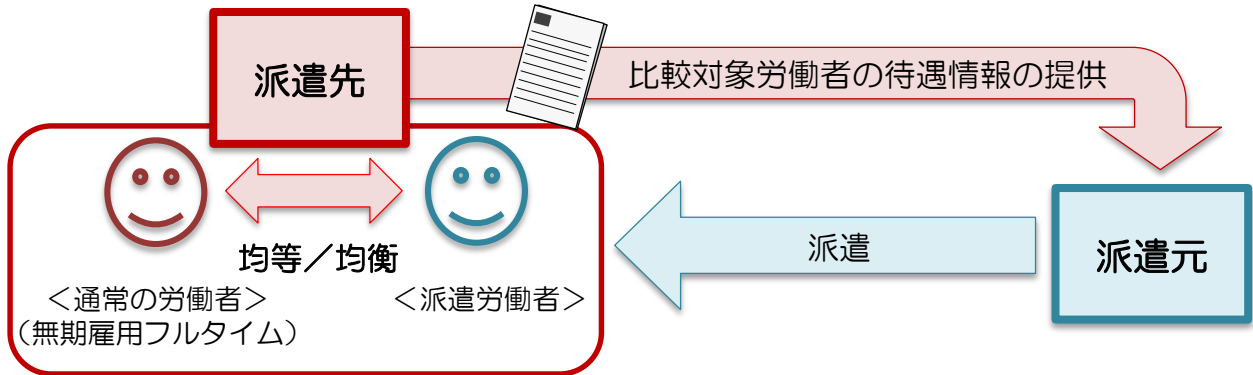 派遣先
比較対象労働者の待遇情報の提供
均等／均衡
＜通常の労働者＞
（無期雇用フルタイム）
＜派遣労働者＞
派遣
派遣元